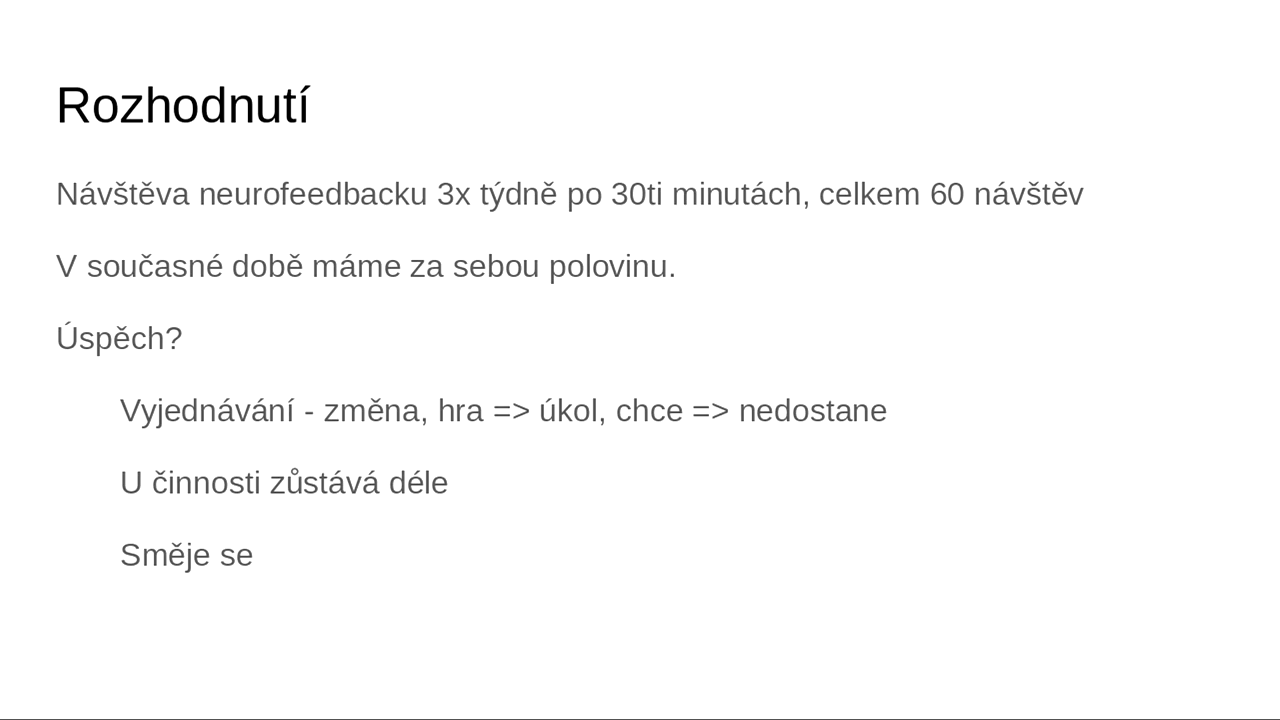 Rozhodnutí
Návštěva neurofeedbacku 3x týdně po 30ti minutách, celkem 60 návštěv
V současné době máme za sebou polovinu.
Úspěch?
Vyjednávání - změna, hra => úkol, chce => nedostane
U činnosti zůstává déle
Směje se